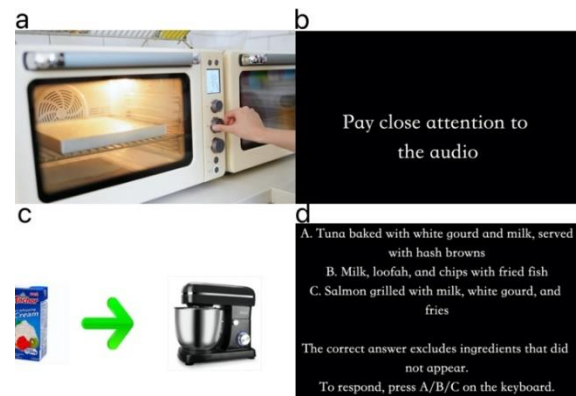 a
b
Pay close attention to
the audio
c
Cream
d
A. Tuna baked with white gourd and milk, served
with hash browns
B. Milk, loofah, and chips with fried fish
C. Salmon grilled with milk, white gourd, and
fries
The correct answer excludes ingredients that did
not appear.
To respond, press A/B/C on the keyboard.